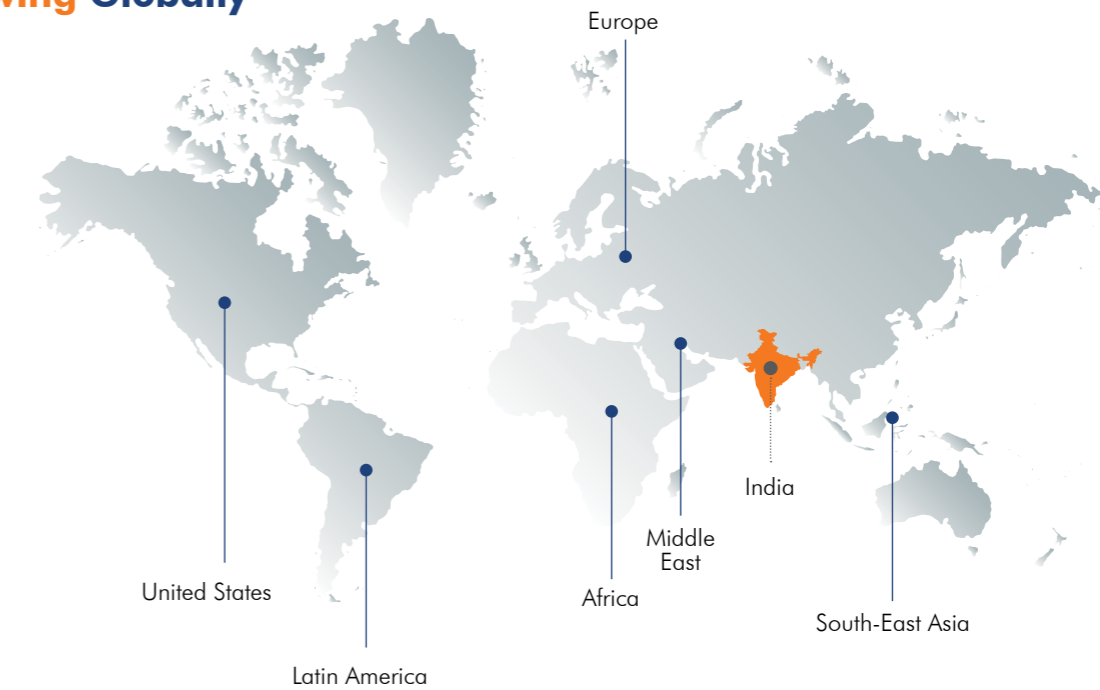 Globally
Europe
India
Middle
East
United States
Africa
South-East Asia
Latin America